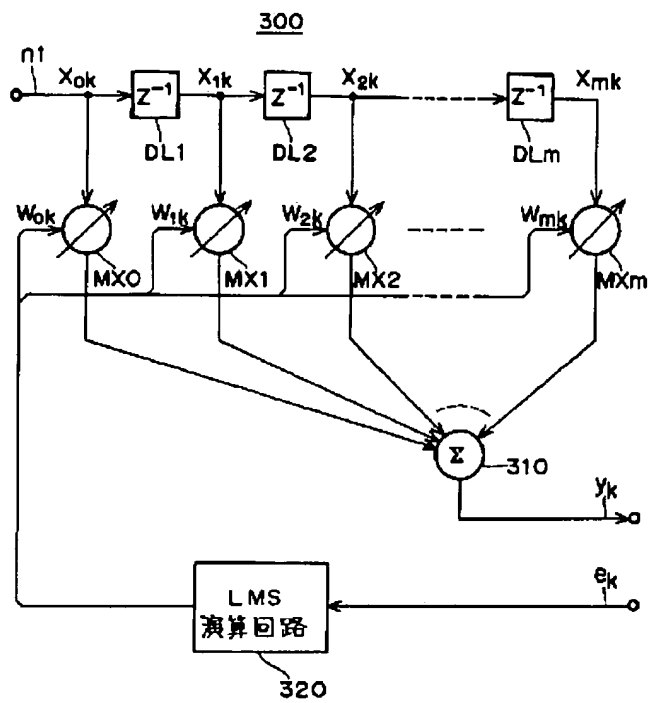 300
n1
X0k
X1k
X2k
Xmk
Z⁻¹
Z⁻¹
Z⁻¹
DL1
DL2
DLm
W0k
W1k
W2k
Wmk
MX0
MX1
MX2
MXm
Σ
310
yk
ek
LMS
演算回路
320